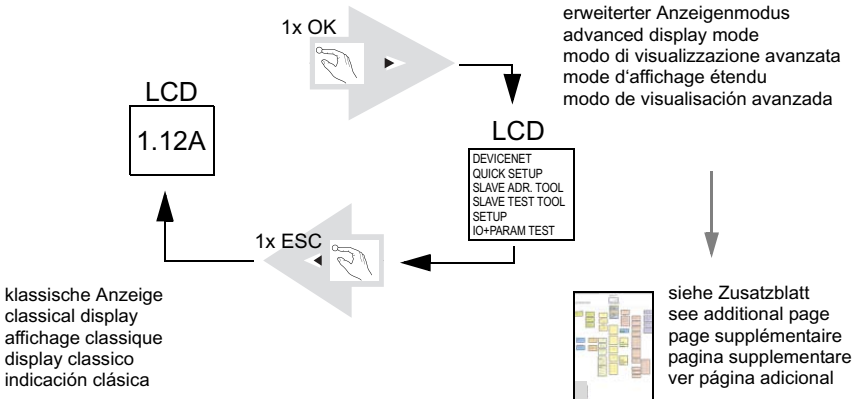 1x OK
LCD
1.12A
erweiterter Anzeigenmodus
advanced display mode
modo di visualizzazione avanzata
mode d'affichage étendu
modo de visualisación avanzada
LCD
DEVICENET
QUICK SETUP
SLAVE ADR. TOOL
SLAVE TEST TOOL
SETUP
IO+PARAM TEST
1x ESC
klassische Anzeige
classical display
affichage classique
display classico
indicación clásica
siehe Zusatzblatt
see additional page
page supplémentaire
pagina supplementare
ver página adicional